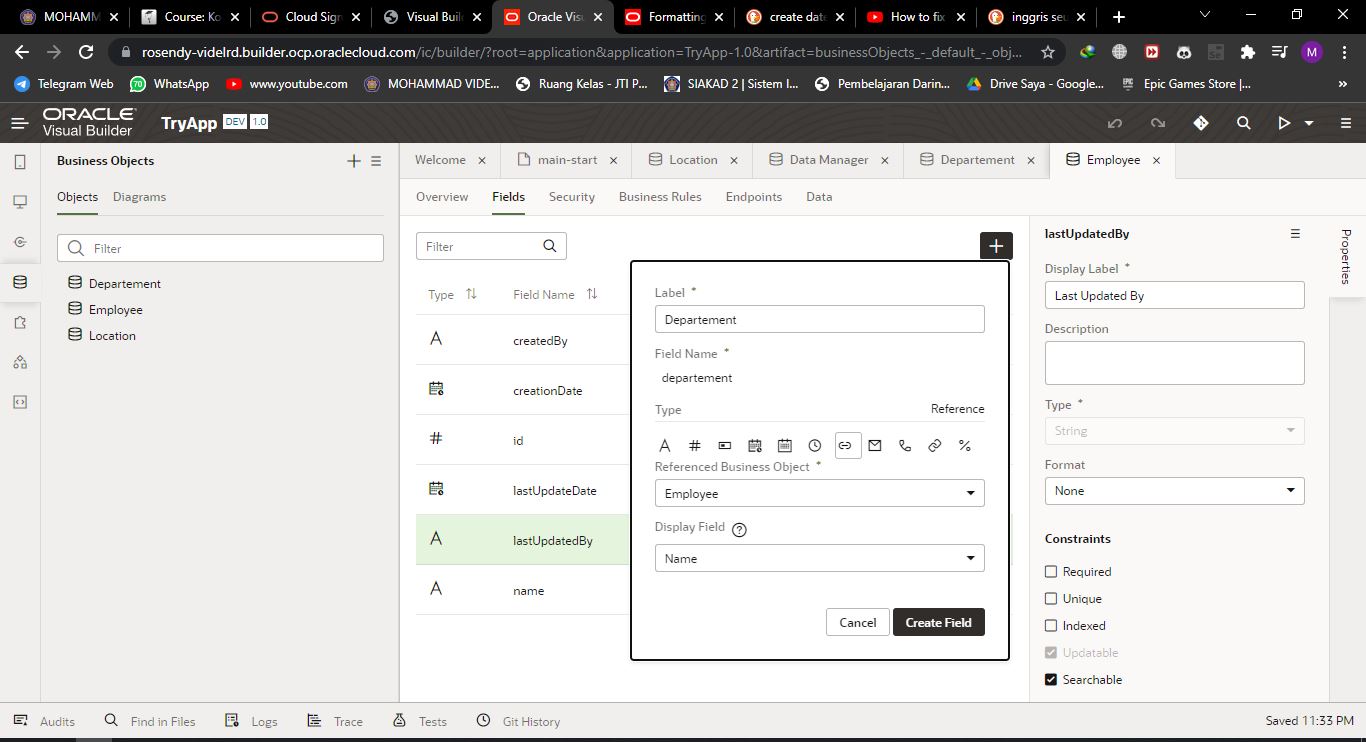 MOHAMM
Course: Ko
Cloud Sign
Visual Buil
Oracle Visu
Formatting
create date
How to fix
inggris seu
rosendy-videlrd.builder.ocp.oraclecloud.com/ic/builder/?root=application&application=TryApp-1.0&artifact=businessObjects_-_default_-_obj...
M
Telegram Web
WhatsApp
www.youtube.com
MOHAMMAD VIDE...
Ruang Kelas - JTI P...
SIAKAD 2 | Sistem I...
Pembelajaran Darin...
Drive Saya - Google...
Epic Games Store |...
»
ORACLE
Visual Builder
TryApp DEV 1.0
Business Objects
Welcome
main-start
Location
Data Manager
Departement
Employee
Objects
Diagrams
Overview
Fields
Security
Business Rules
Endpoints
Data
Filter
Departement
Employee
Location
Filter
Type
Field Name
A createdBy
creationDate
# id
lastUpdateDate
A lastUpdatedBy
A name
Label *
Departement
Field Name *
departement
Type Reference
A # %
Referenced Business Object *
Employee
Display Field ?
Name
Cancel
Create Field
lastUpdatedBy
Properties
Display Label *
Last Updated By
Description
Type *
String
Format
None
Constraints
Required
Unique
Indexed
Updatable
Searchable
Audits
Find in Files
Logs
Trace
Tests
Git History
Saved 11:33 PM